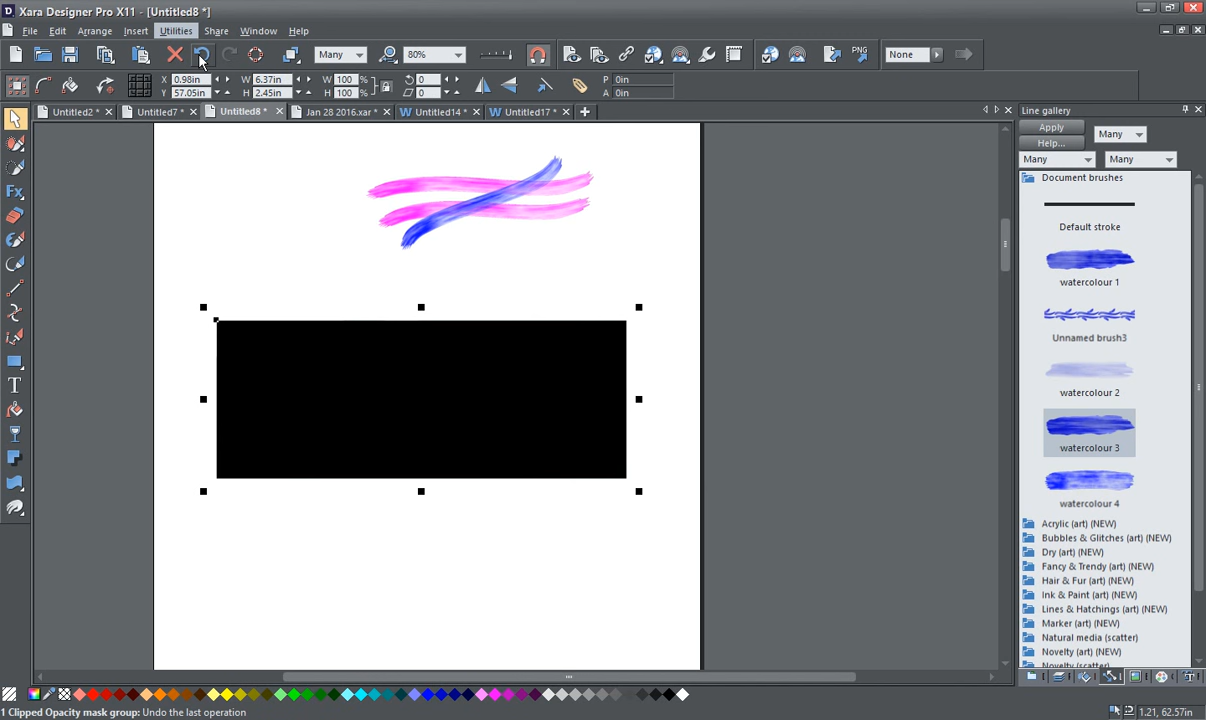 Xara Designer Pro X11 - [Untitled8 *]
File Edit Arrange Insert Utilities Share Window Help
Many 80% PNG None
X 0.98in W 6.37in W 100 % 0 P 0in
Y 57.05in H 2.45in H 100 % 0 A 0in
Untitled2 * Untitled7 * Untitled8 * Jan 28 2016.xar * Untitled14 * Untitled17 *
Line gallery
Apply Many
Help...
Many Many
Document brushes
Default stroke
watercolour 1
Unnamed brush3
watercolour 2
watercolour 3
watercolour 4
Acrylic (art) (NEW)
Bubbles & Glitches (art) (NEW)
Dry (art) (NEW)
Fancy & Trendy (art) (NEW)
Hair & Fur (art) (NEW)
Ink & Paint (art) (NEW)
Lines & Hatchings (art) (NEW)
Marker (art) (NEW)
Natural media (scatter)
Novelty (art) (NEW)
Novelty (scatter)
1 Clipped Opacity mask group: Undo the last operation
1.21, 62.57in